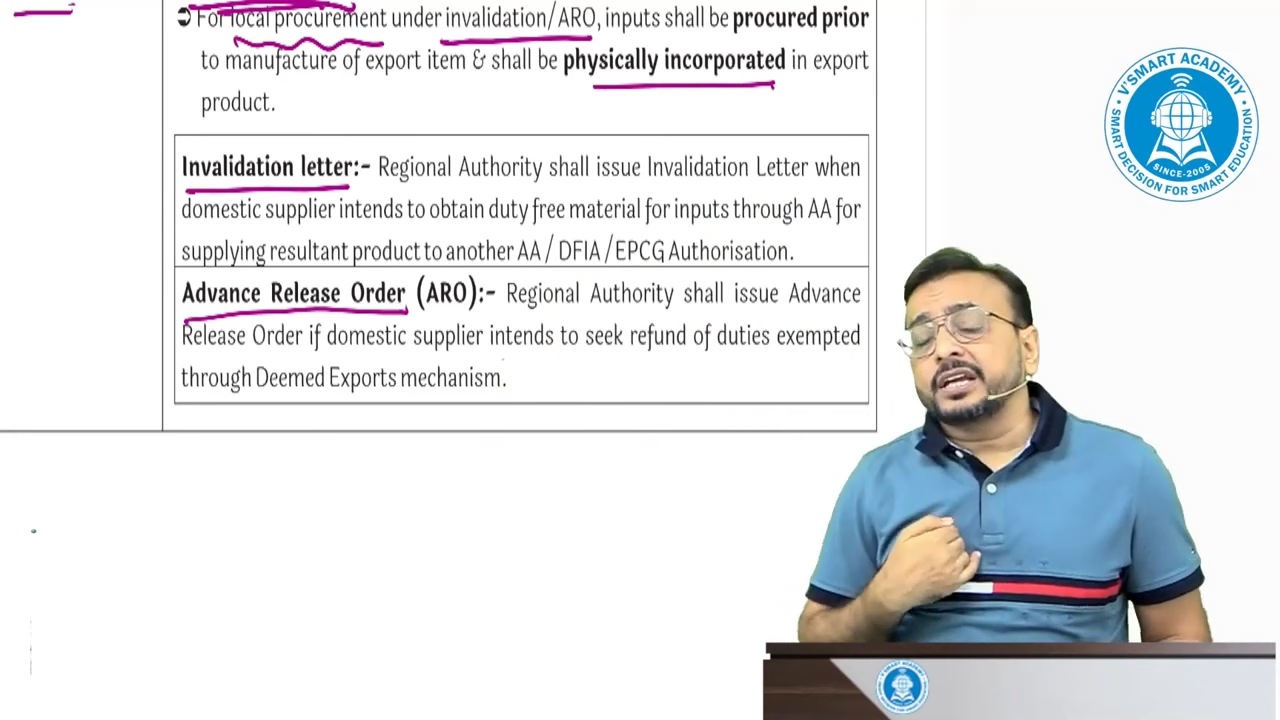 ➲ For local procurement under invalidation/ARO, inputs shall be procured prior
to manufacture of export item & shall be physically incorporated in export
product.
Invalidation letter:- Regional Authority shall issue Invalidation Letter when
domestic supplier intends to obtain duty free material for inputs through AA for
supplying resultant product to another AA / DFIA / EPCG Authorisation.
Advance Release Order (ARO):- Regional Authority shall issue Advance
Release Order if domestic supplier intends to seek refund of duties exempted
through Deemed Exports mechanism.
V'SMART ACADEMY
SINCE-2005
SMART DECISION FOR SMART EDUCATION